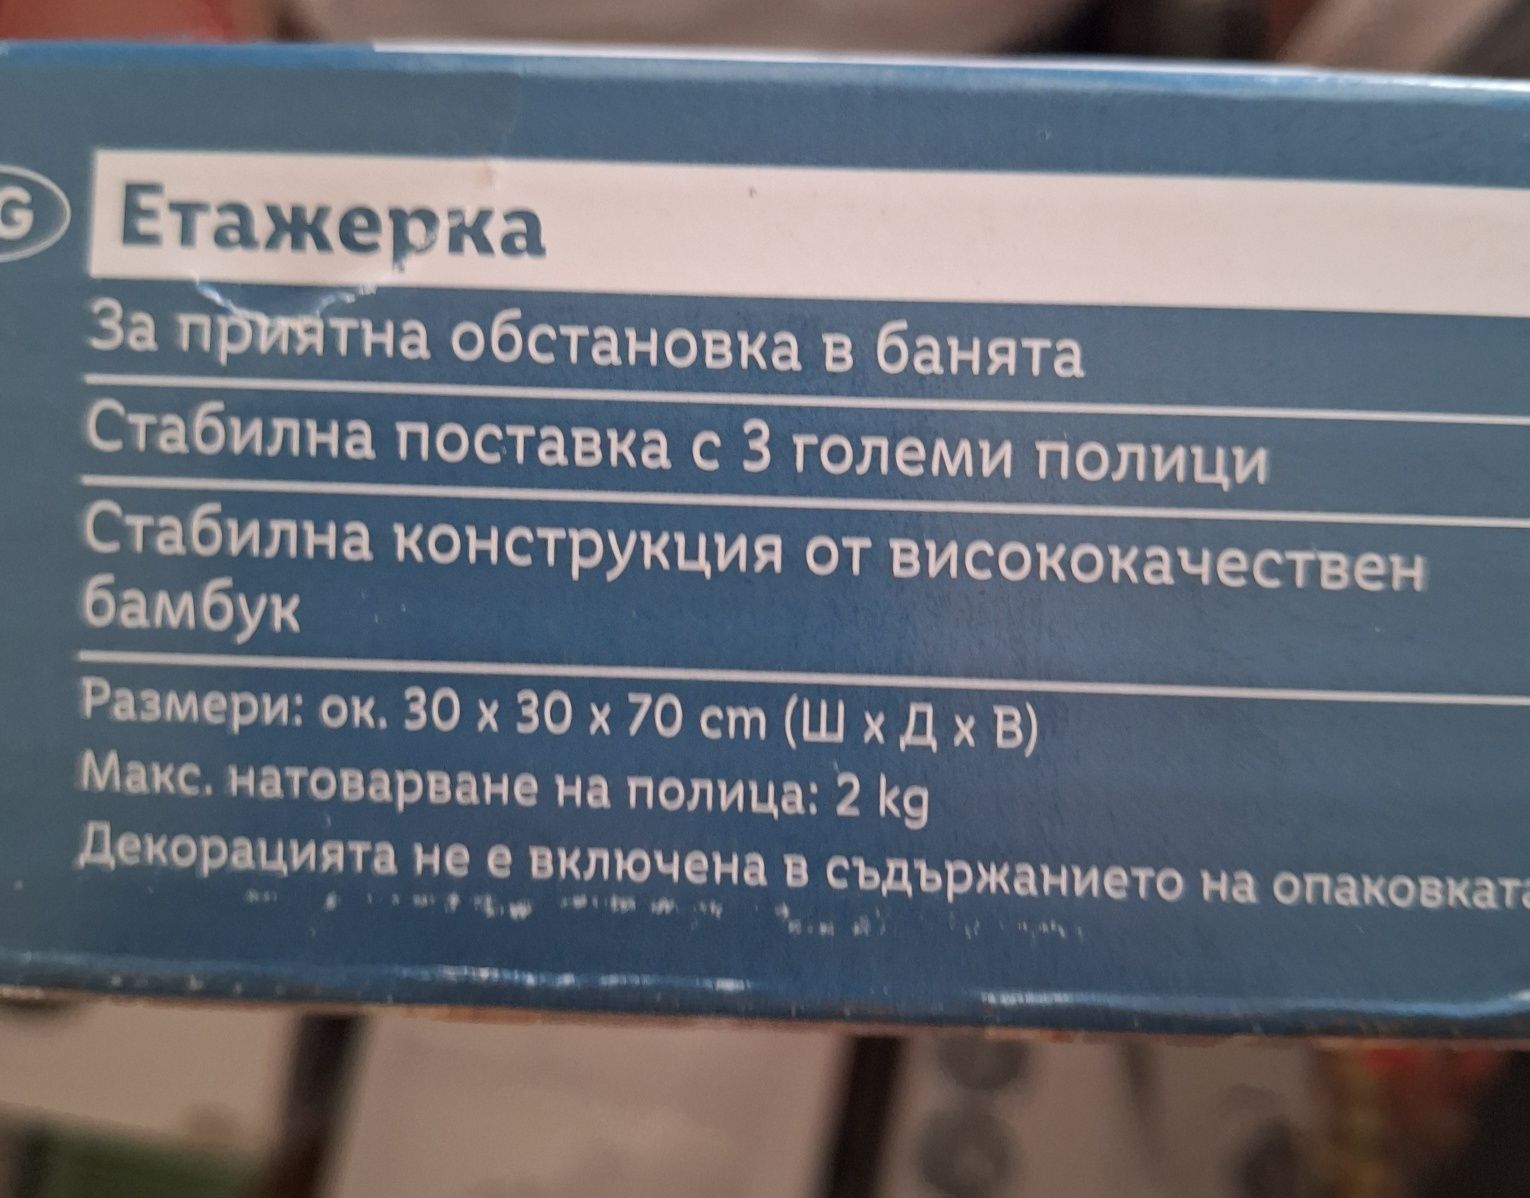 G
Етажерка
За приятна обстановка в банята
Стабилна поставка с 3 големи полици
Стабилна конструкция от висококачествен
бамбук
Размери: ок. 30 x 30 x 70 cm (Ш x Д x В)
Макс. натоварване на полица: 2 kg
Декорацията не е включена в съдържанието на опаковката